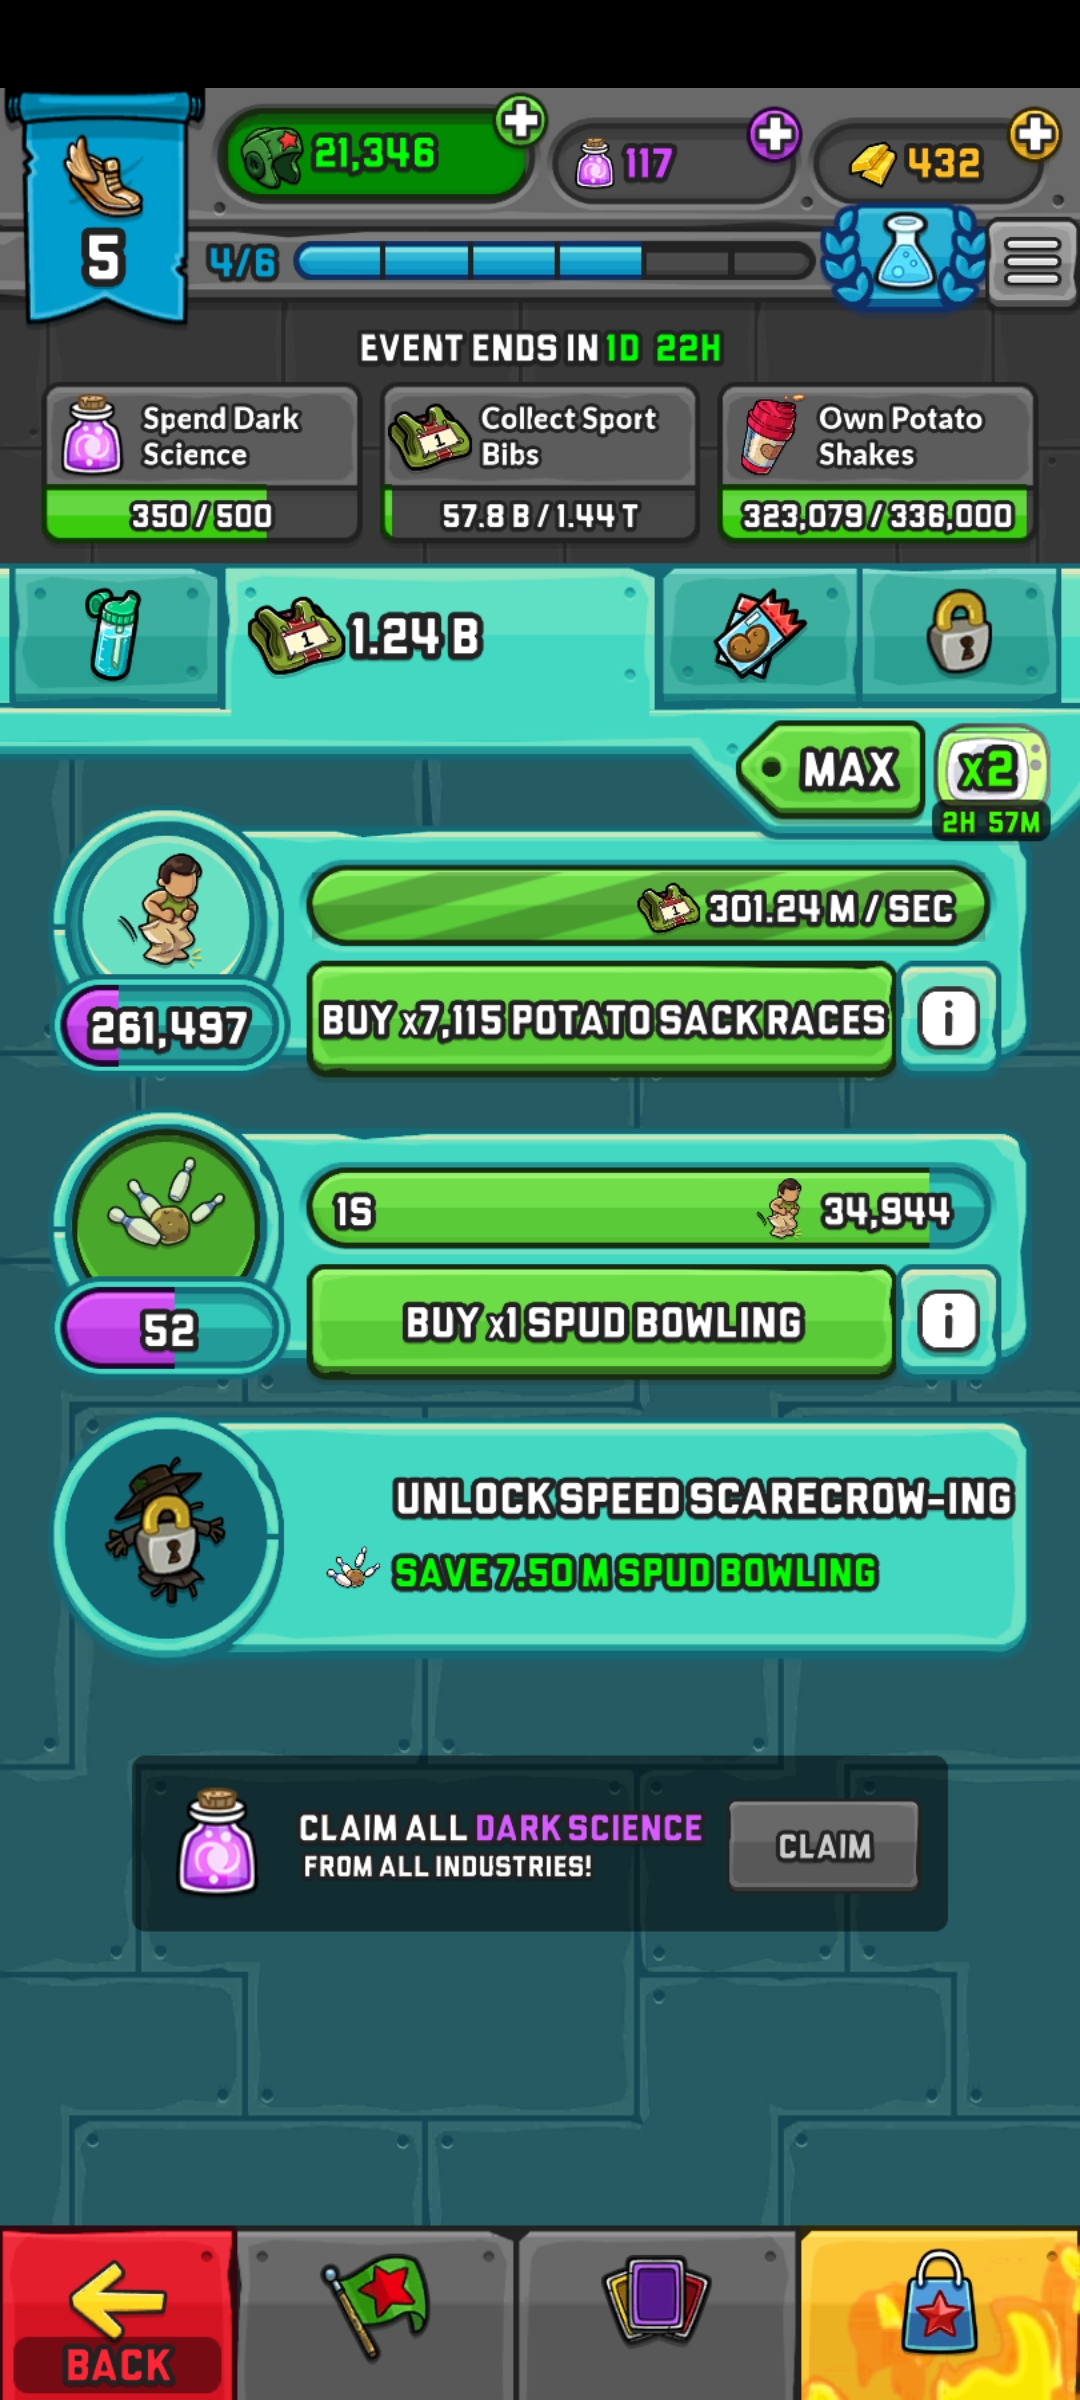 21,346
117
432
5
4/6
EVENT ENDS IN 1D 22H
Spend Dark
Science
350/500
Collect Sport
Bibs
57.8 B/1.44 T
Own Potato
Shakes
323,079/336,000
1
1.24 B
MAX
x2
2H 57M
1
301.24 M/SEC
261,497
BUY x7,115 POTATO SACK RACES
i
1S
34,944
52
BUY x1 SPUD BOWLING
i
UNLOCK SPEED SCARECROW-ING
SAVE 7.50 M SPUD BOWLING
CLAIM ALL DARK SCIENCE
FROM ALL INDUSTRIES!
CLAIM
BACK